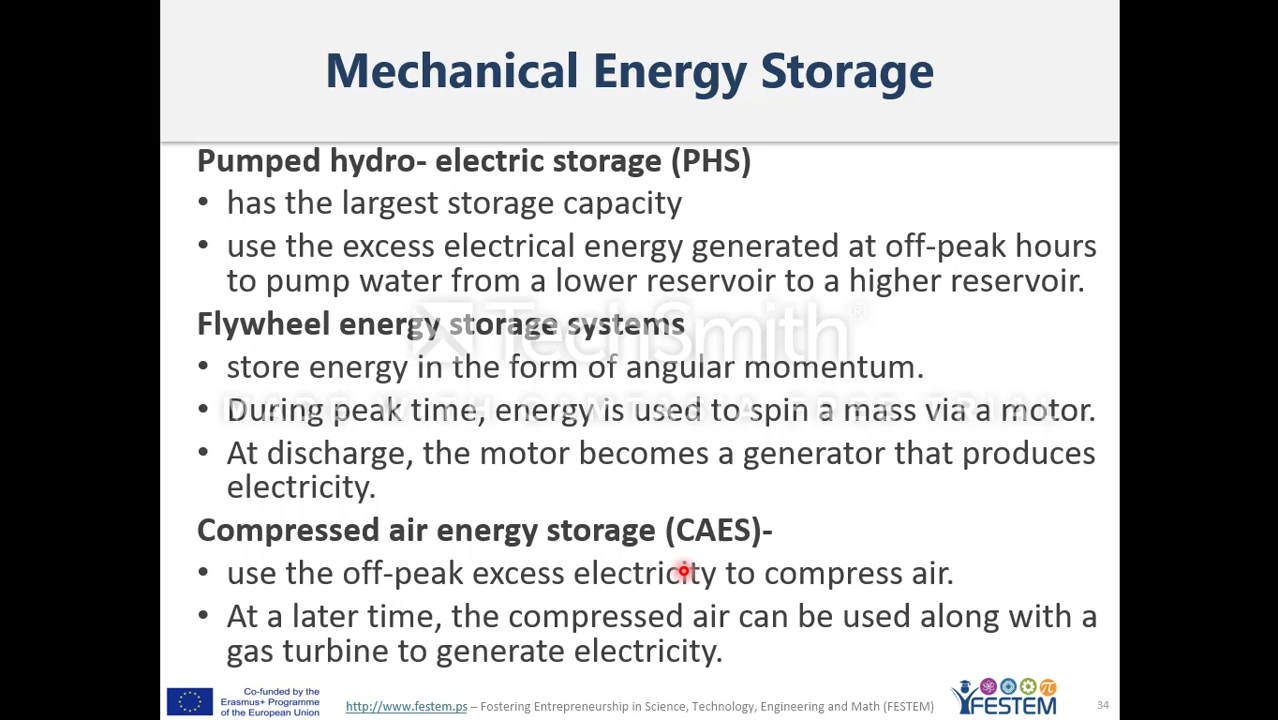 Mechanical Energy Storage
Pumped hydro- electric storage (PHS)
• has the largest storage capacity
• use the excess electrical energy generated at off-peak hours
to pump water from a lower reservoir to a higher reservoir.
TechSmith®
Flywheel energy storage systems
• store energy in the form of angular momentum.
MADE WITH CAMTASIA FREE TRIAL
• During peak time, energy is used to spin a mass via a motor.
• At discharge, the motor becomes a generator that produces
electricity.
Compressed air energy storage (CAES)-
• use the off-peak excess electricity to compress air.
• At a later time, the compressed air can be used along with a
gas turbine to generate electricity.
Co-funded by the
Erasmus+ Programme
of the European Union
http://www.festem.ps – Fostering Entrepreneurship in Science, Technology, Engineering and Math (FESTEM)
FESTEM
34